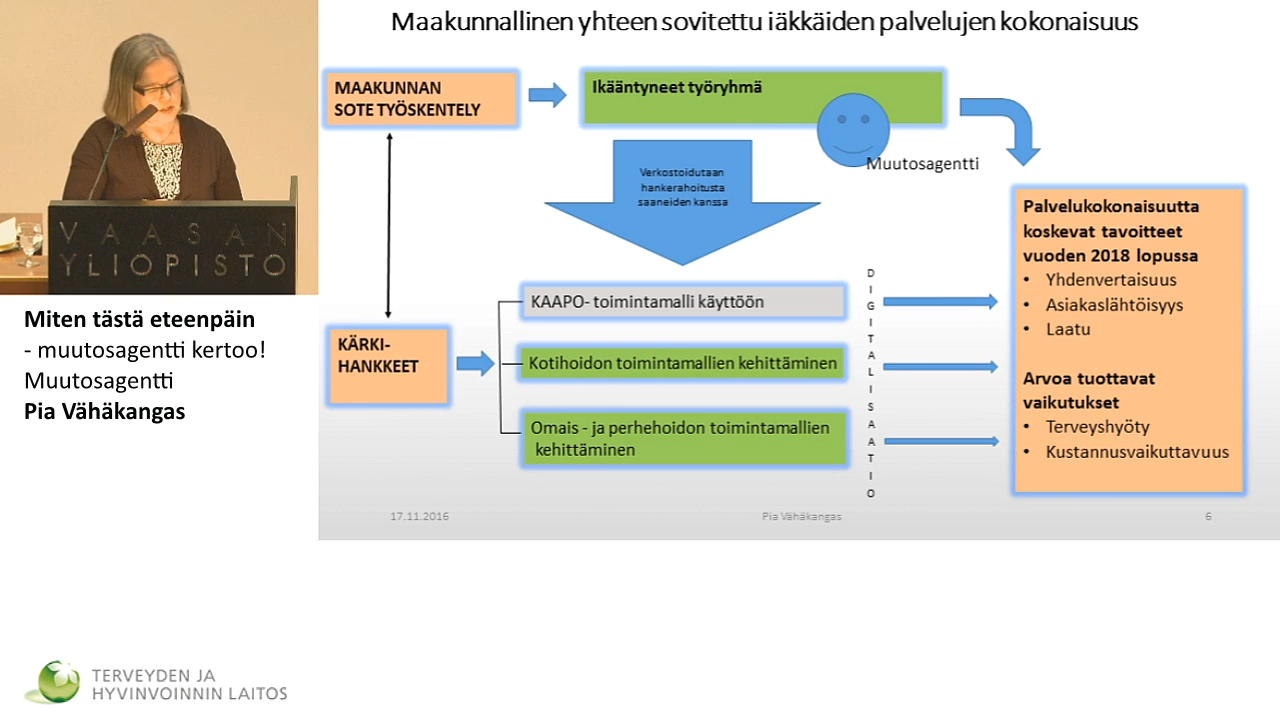 Maakunnallinen yhteen sovitettu iäkkäiden palvelujen kokonaisuus
MAAKUNNAN
SOTE TYÖSKENTELY
Ikääntyneet työryhmä
Muutosagentti
Verkostoidutaan
hankerahoitusta
saaneiden kanssa
Palvelukokonaisuutta
koskevat tavoitteet
vuoden 2018 lopussa
• Yhdenvertaisuus
• Asiakaslähtöisyys
• Laatu
Arvoa tuottavat
vaikutukset
• Terveyshyöty
• Kustannusvaikuttavuus
KÄRKI-
HANKKEET
KAAPO- toimintamalli käyttöön
Kotihoidon toimintamallien kehittäminen
Omais - ja perhehoidon toimintamallien
kehittäminen
D
I
G
I
T
A
L
I
S
A
A
T
I
O
17.11.2016
Pia Vähäkangas
6
VAASAN
YLIOPISTO
Miten tästä eteenpäin
- muutosagentti kertoo!
Muutosagentti
Pia Vähäkangas
TERVEYDEN JA
HYVINVOINNIN LAITOS